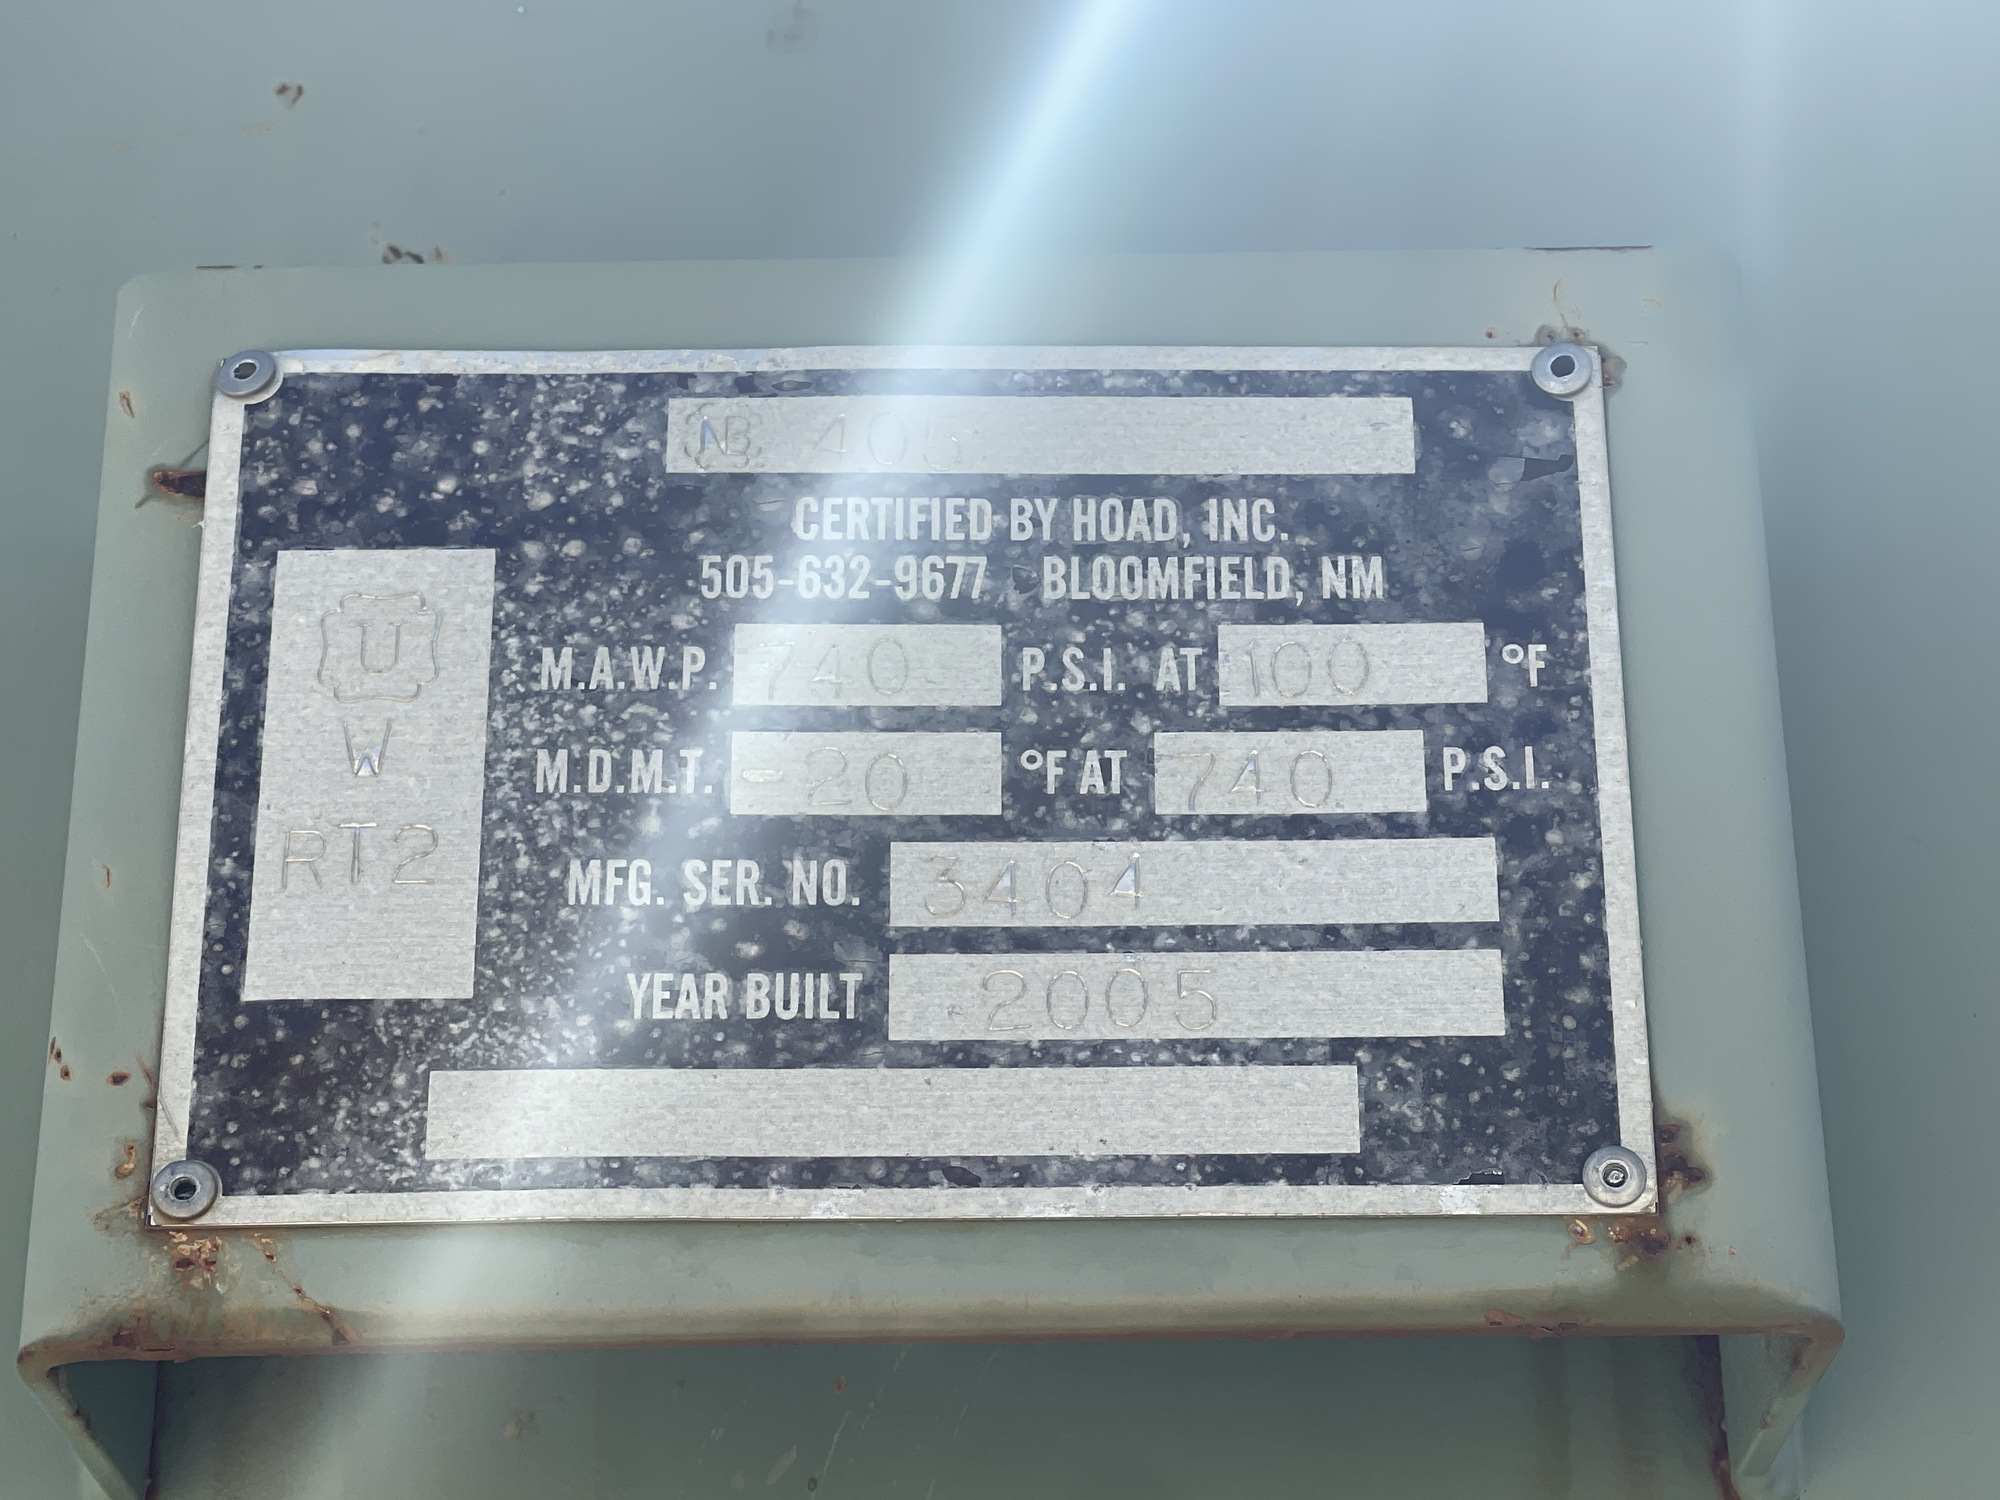 NB 405
CERTIFIED BY HOAD, INC.
505-632-9677 BLOOMFIELD, NM
U
W
RT2
M.A.W.P. 740 P.S.I. AT 100 °F
M.D.M.T. -20 °F AT 740 P.S.I.
MFG. SER. NO. 3404
YEAR BUILT 2005